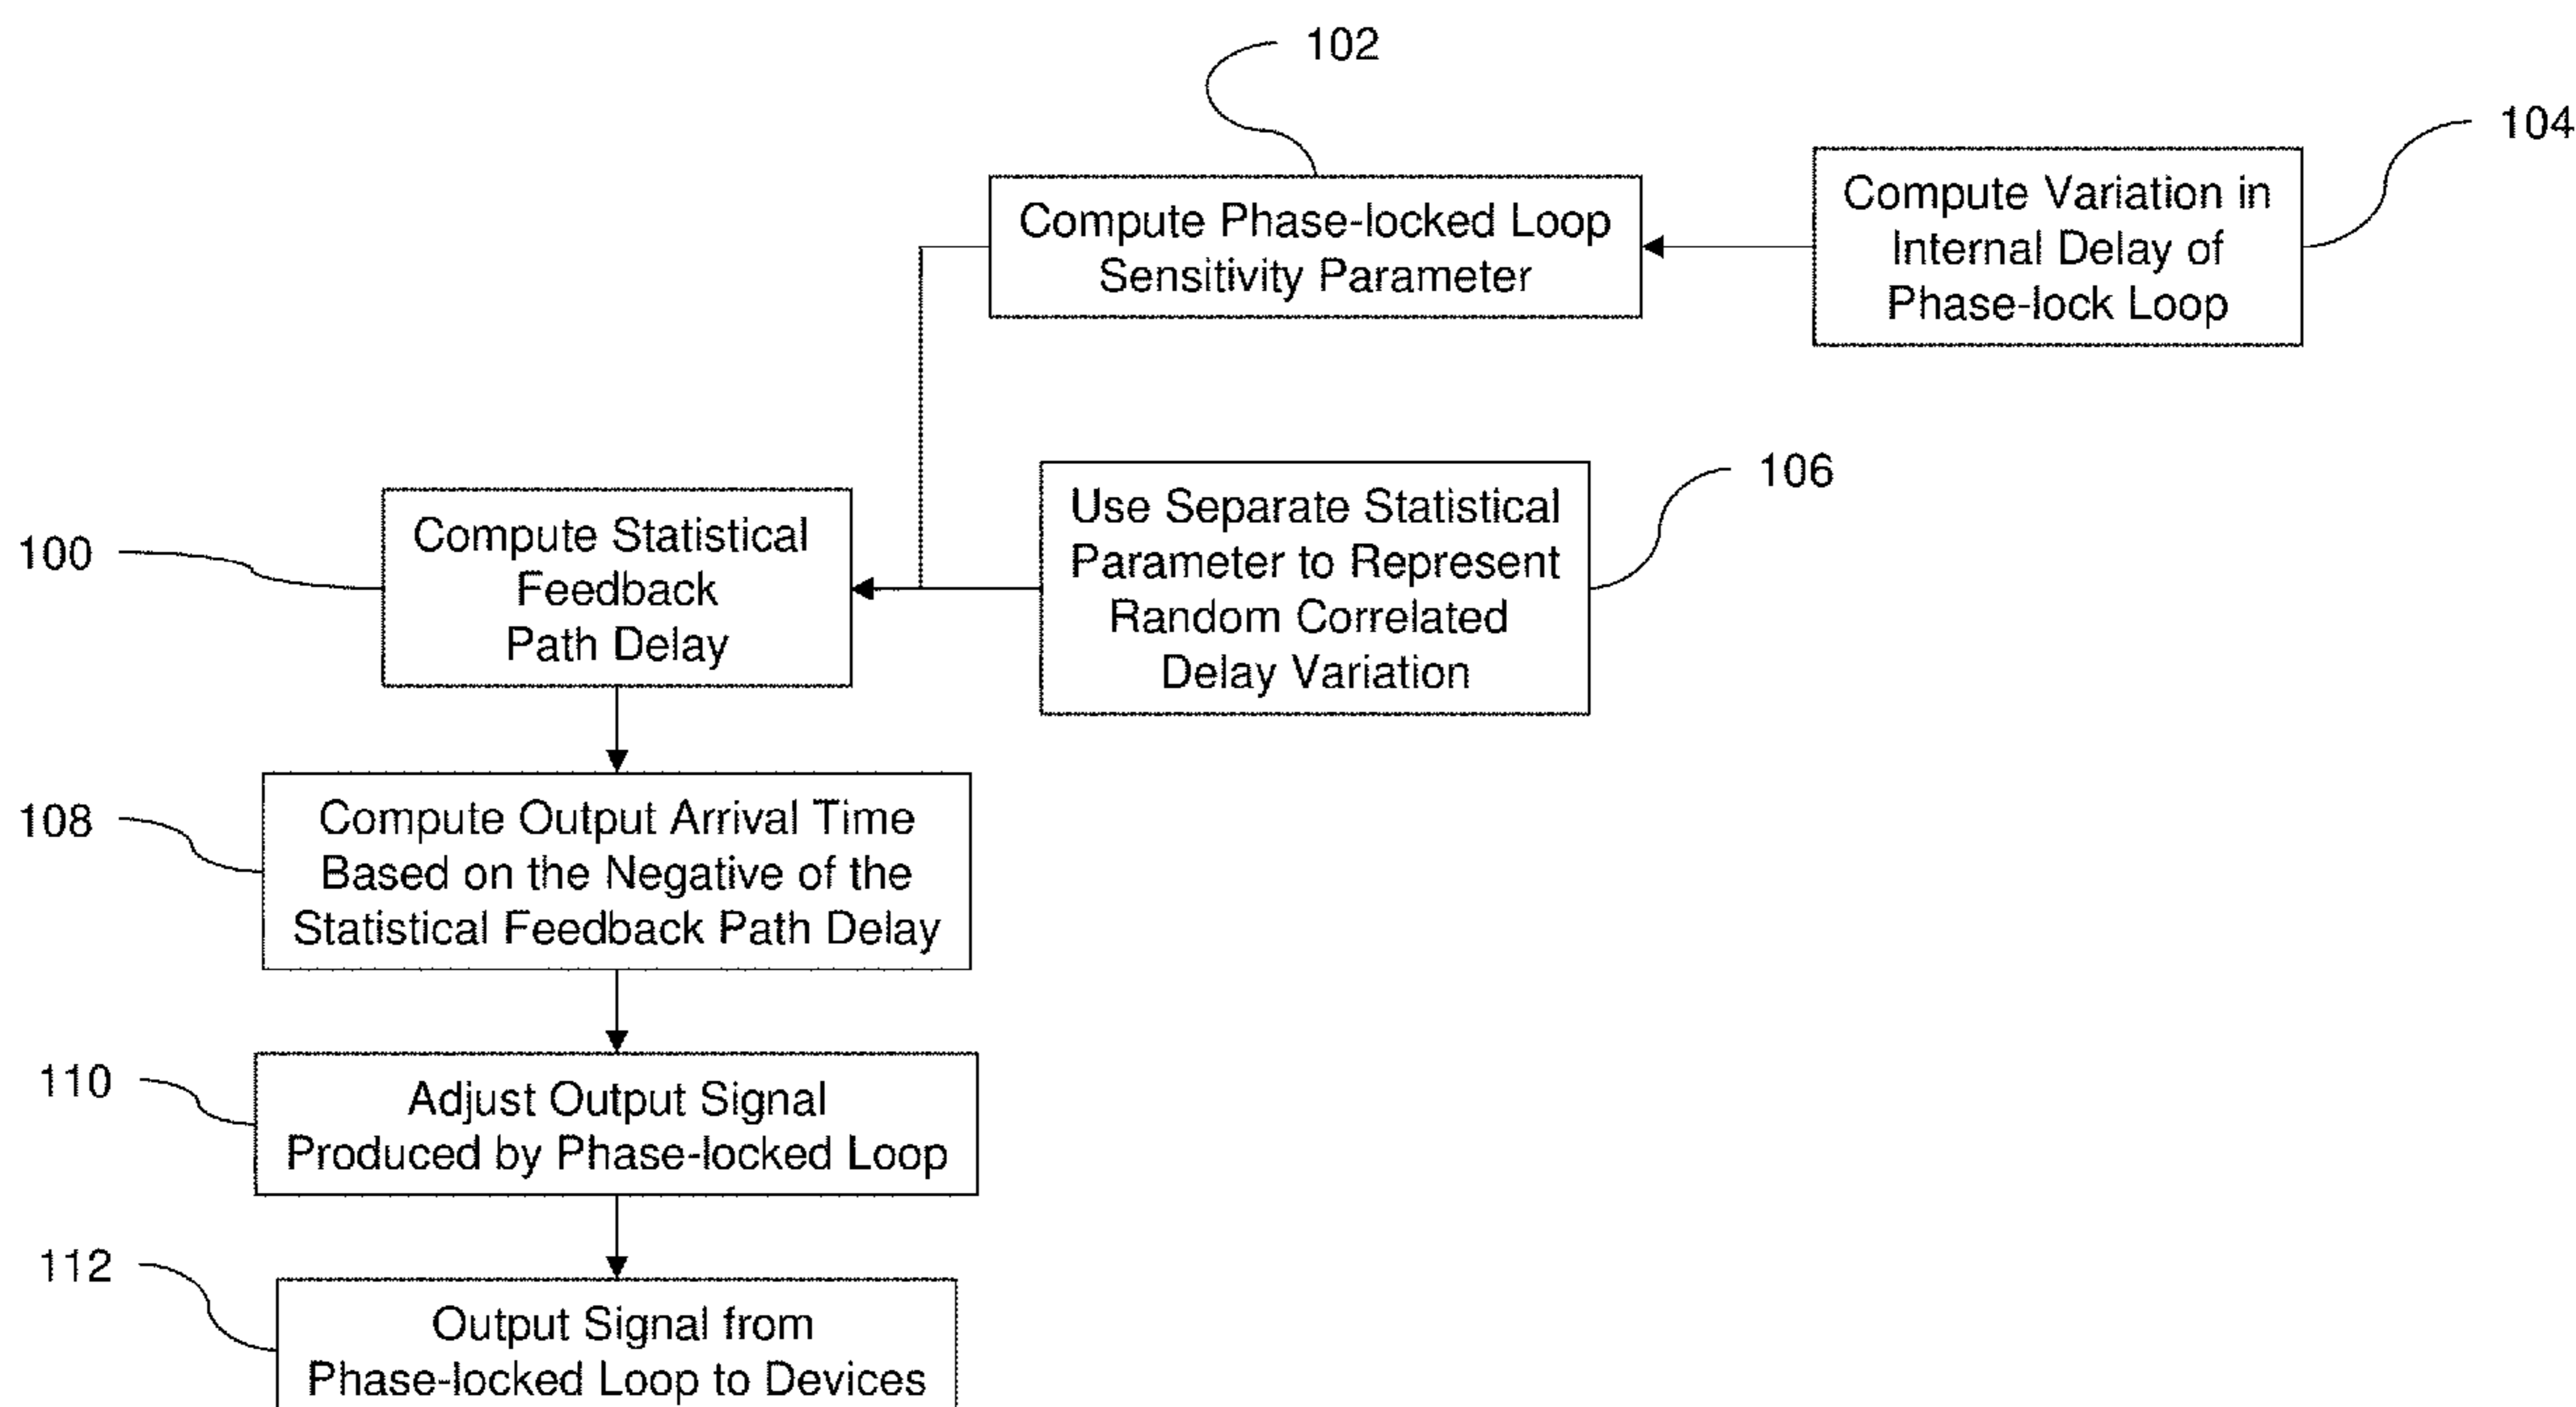 102
104
Compute Phase-locked Loop
Sensitivity Parameter
Compute Variation in
Internal Delay of
Phase-lock Loop
106
100
Compute Statistical
Feedback
Path Delay
Use Separate Statistical
Parameter to Represent
Random Correlated
Delay Variation
108
Compute Output Arrival Time
Based on the Negative of the
Statistical Feedback Path Delay
110
Adjust Output Signal
Produced by Phase-locked Loop
112
Output Signal from
Phase-locked Loop to Devices